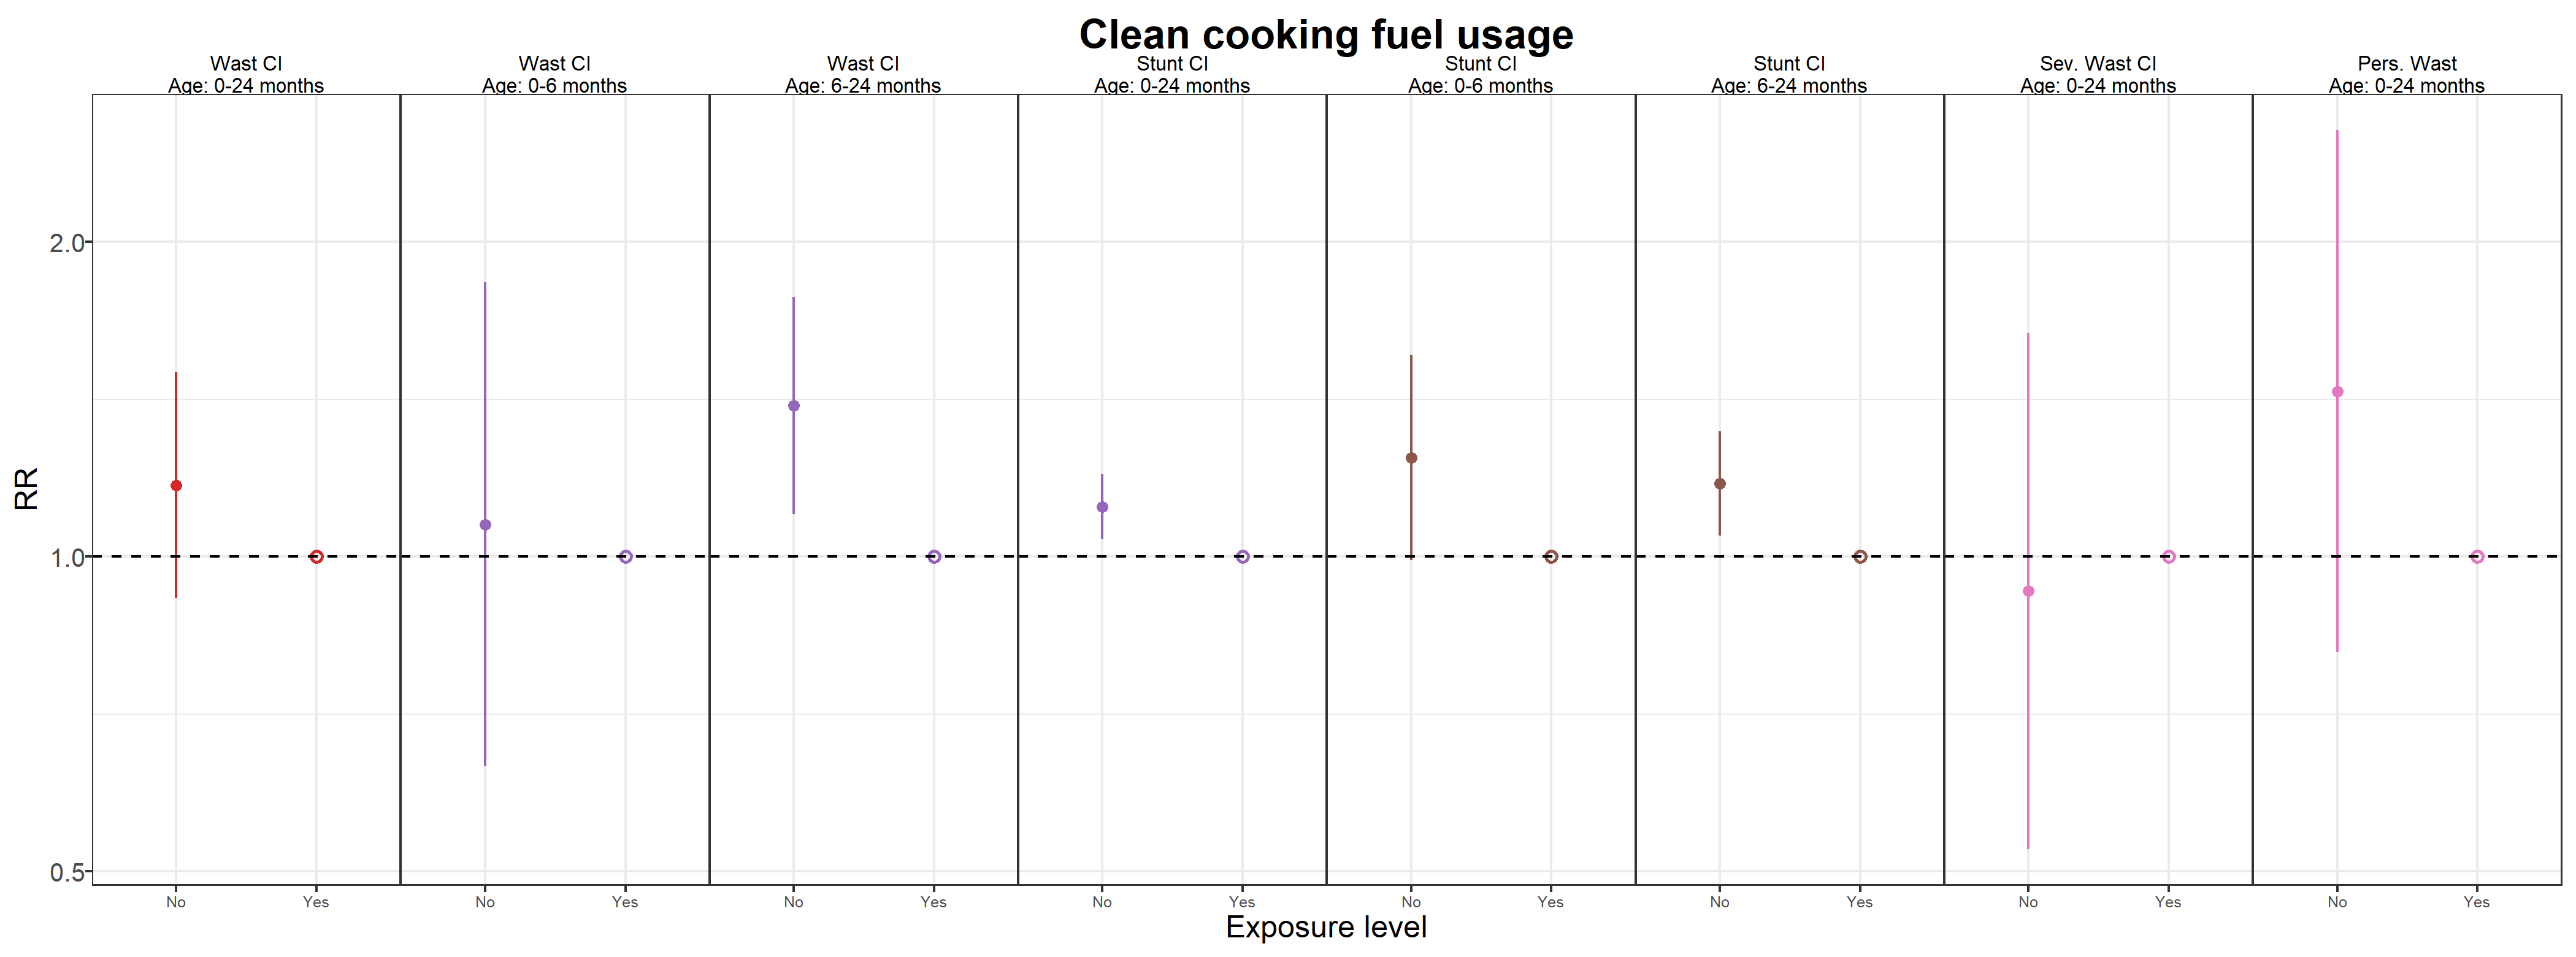 Clean cooking fuel usage
Wast CI Wast CI Wast CI Stunt CI Stunt CI Stunt CI Sev. Wast CI Pers. Wast
Age: 0-24 months Age: 0-6 months Age: 6-24 months Age: 0-24 months Age: 0-6 months Age: 6-24 months Age: 0-24 months Age: 0-24 months
2.0
RR
1.0
0.5
No Yes No Yes No Yes No Yes No Yes No Yes No Yes No Yes
Exposure level